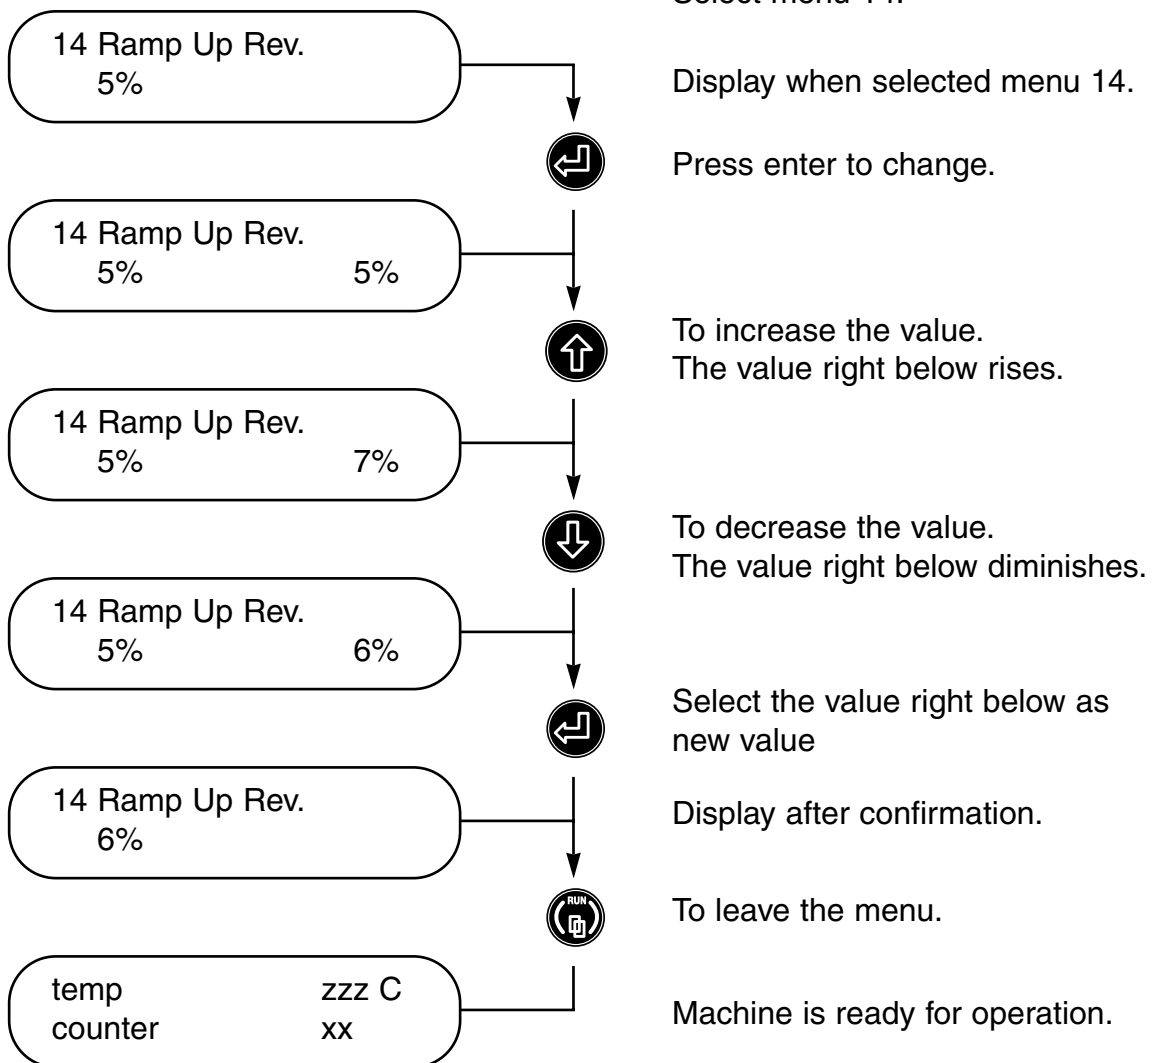 Select menu 14.
14 Ramp Up Rev.
5%
Display when selected menu 14.
Press enter to change.
14 Ramp Up Rev.
5% 5%
To increase the value.
The value right below rises.
14 Ramp Up Rev.
5% 7%
To decrease the value.
The value right below diminishes.
14 Ramp Up Rev.
5% 6%
Select the value right below as
new value
14 Ramp Up Rev.
6%
Display after confirmation.
RUN
To leave the menu.
temp zzz C
counter xx
Machine is ready for operation.